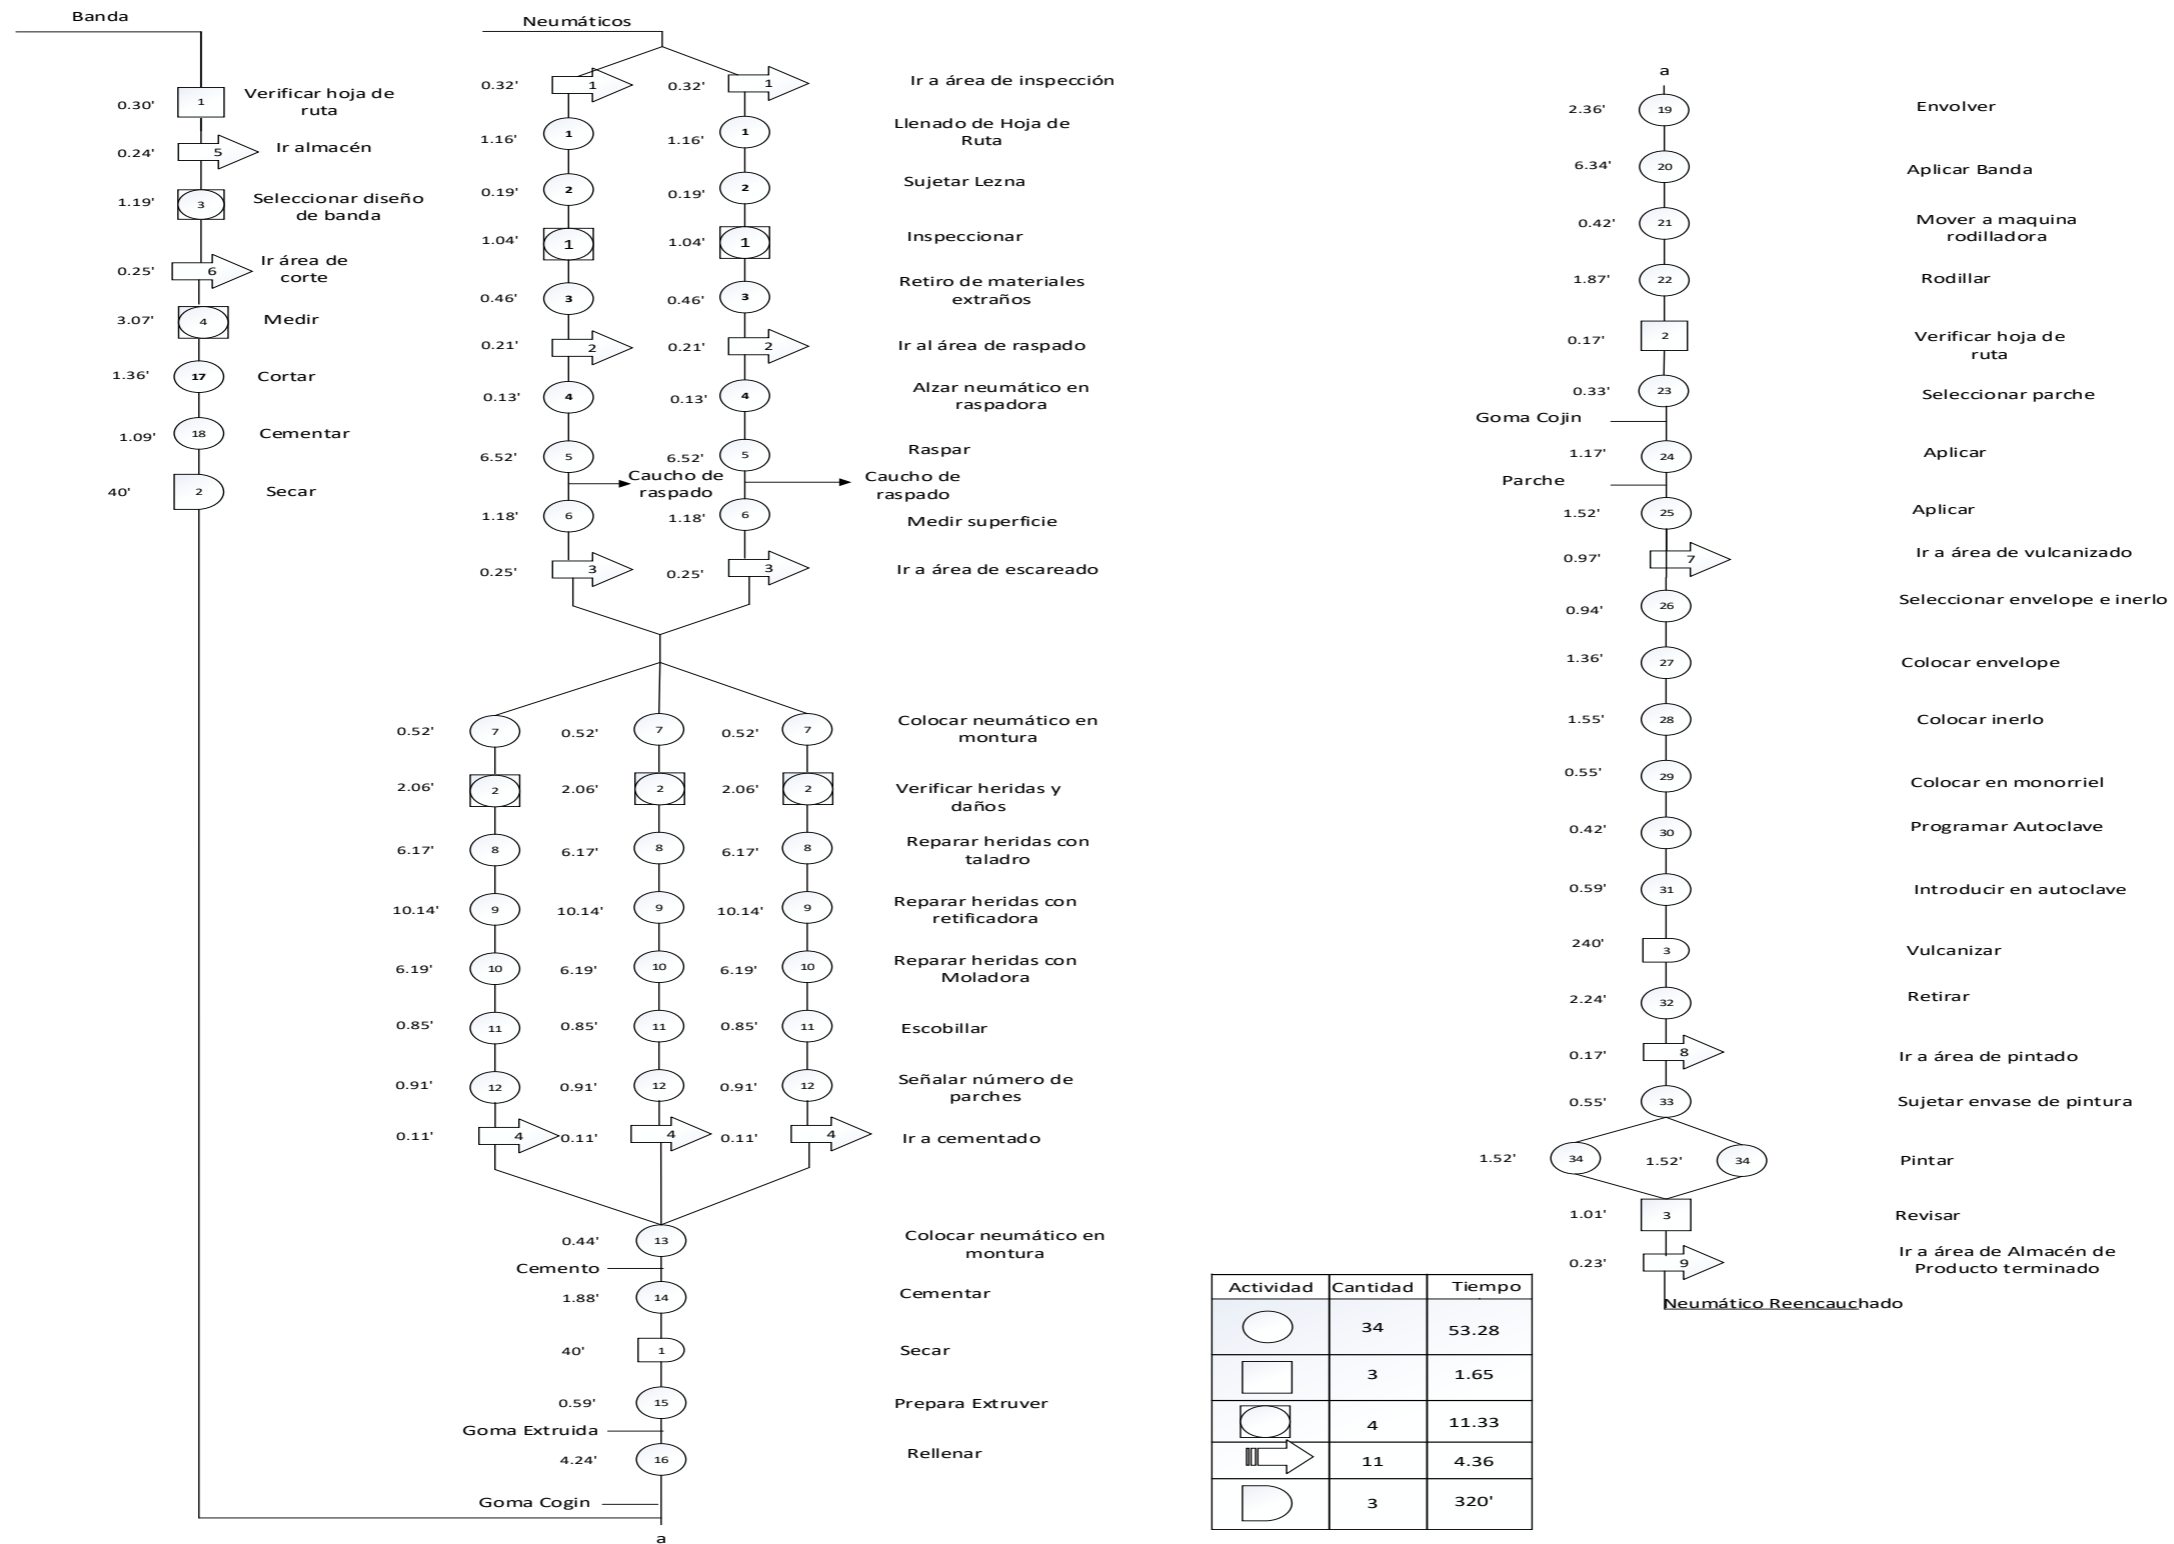 Banda
0.30' 1 Verificar hoja de
ruta
0.24' 5 Ir almacén
1.19' 3 Seleccionar diseño
de banda
0.25' 6 Ir área de
corte
3.07' 4 Medir
1.36' 17 Cortar
1.09' 18 Cementar
40' 2 Secar
Neumáticos
0.32' 1 0.32' 1 Ir a área de inspección
1.16' 1 1.16' 1 Llenado de Hoja de
Ruta
0.19' 2 0.19' 2 Sujetar Lezna
1.04' 1 1.04' 1 Inspeccionar
0.46' 3 0.46' 3 Retiro de materiales
extraños
0.21' 2 0.21' 2 Ir al área de raspado
0.13' 4 0.13' 4 Alzar neumático en
raspadora
6.52' 5 6.52' 5 Raspar
Caucho de
raspado
Caucho de
raspado
1.18' 6 1.18' 6 Medir superficie
0.25' 3 0.25' 3 Ir a área de escareado
0.52' 7 0.52' 7 0.52' 7 Colocar neumático en
montura
2.06' 2 2.06' 2 2.06' 2 Verificar heridas y
daños
6.17' 8 6.17' 8 6.17' 8 Reparar heridas con
taladro
10.14' 9 10.14' 9 10.14' 9 Reparar heridas con
retificadora
6.19' 10 6.19' 10 6.19' 10 Reparar heridas con
Moladora
0.85' 11 0.85' 11 0.85' 11 Escobillar
0.91' 12 0.91' 12 0.91' 12 Señalar número de
parches
0.11' 4 0.11' 4 0.11' 4 Ir a cementado
0.44' 13 Colocar neumático en
montura
Cemento
1.88' 14 Cementar
40' 1 Secar
0.59' 15 Prepara Extruver
Goma Extruida
4.24' 16 Rellenar
Goma Cogin
a
a
2.36' 19 Envolver
6.34' 20 Aplicar Banda
0.42' 21 Mover a maquina
rodilladora
1.87' 22 Rodillar
0.17' 2 Verificar hoja de
ruta
0.33' 23 Seleccionar parche
Goma Cojin
1.17' 24 Aplicar
Parche
1.52' 25 Aplicar
0.97' 7 Ir a área de vulcanizado
0.94' 26 Seleccionar envelope e inerlo
1.36' 27 Colocar envelope
1.55' 28 Colocar inerlo
0.55' 29 Colocar en monorriel
0.42' 30 Programar Autoclave
0.59' 31 Introducir en autoclave
240' 3 Vulcanizar
2.24' 32 Retirar
0.17' 8 Ir a área de pintado
0.55' 33 Sujetar envase de pintura
1.52' 34 1.52' 34 Pintar
1.01' 3 Revisar
0.23' 9 Ir a área de Almacén de
Producto terminado
Neumático Reencauchado
Actividad Cantidad Tiempo
34 53.28
3 1.65
4 11.33
11 4.36
3 320'